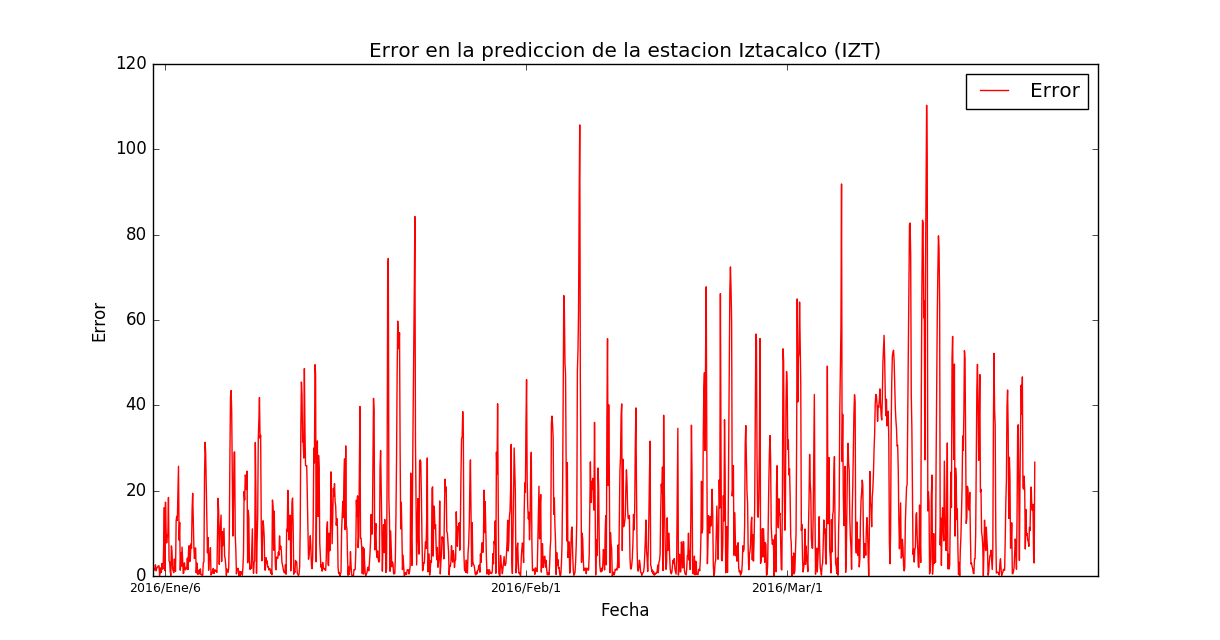 Error en la prediccion de la estacion Iztacalco (IZT)
120
100
80
60
40
20
0
Error
Error
2016/Ene/6
2016/Feb/1
2016/Mar/1
Fecha